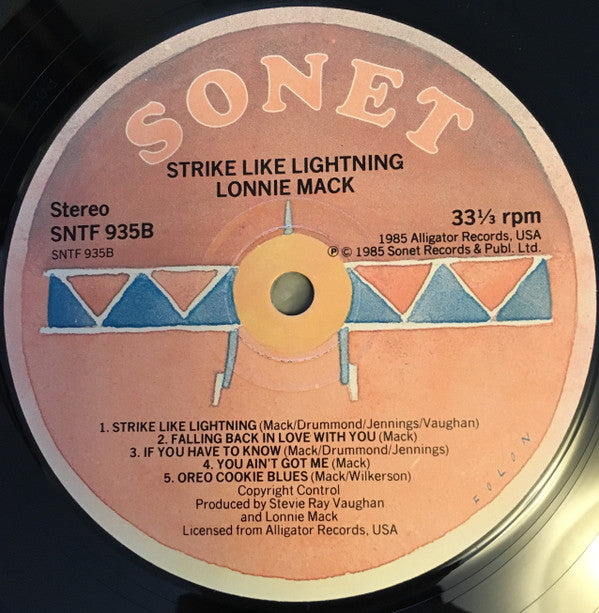 SONET
STRIKE LIKE LIGHTNING
LONNIE MACK
Stereo
SNTF 935B
SNTF 935B
33⅓ rpm
1985 Alligator Records, USA
℗ © 1985 Sonet Records & Publ. Ltd.
1. STRIKE LIKE LIGHTNING (Mack/Drummond/Jennings/Vaughan)
2. FALLING BACK IN LOVE WITH YOU (Mack)
3. IF YOU HAVE TO KNOW (Mack/Drummond/Jennings)
4. YOU AIN'T GOT ME (Mack)
5. OREO COOKIE BLUES (Mack/Wilkerson)
Copyright Control
Produced by Stevie Ray Vaughan
and Lonnie Mack
Licensed from Alligator Records, USA
FOLON